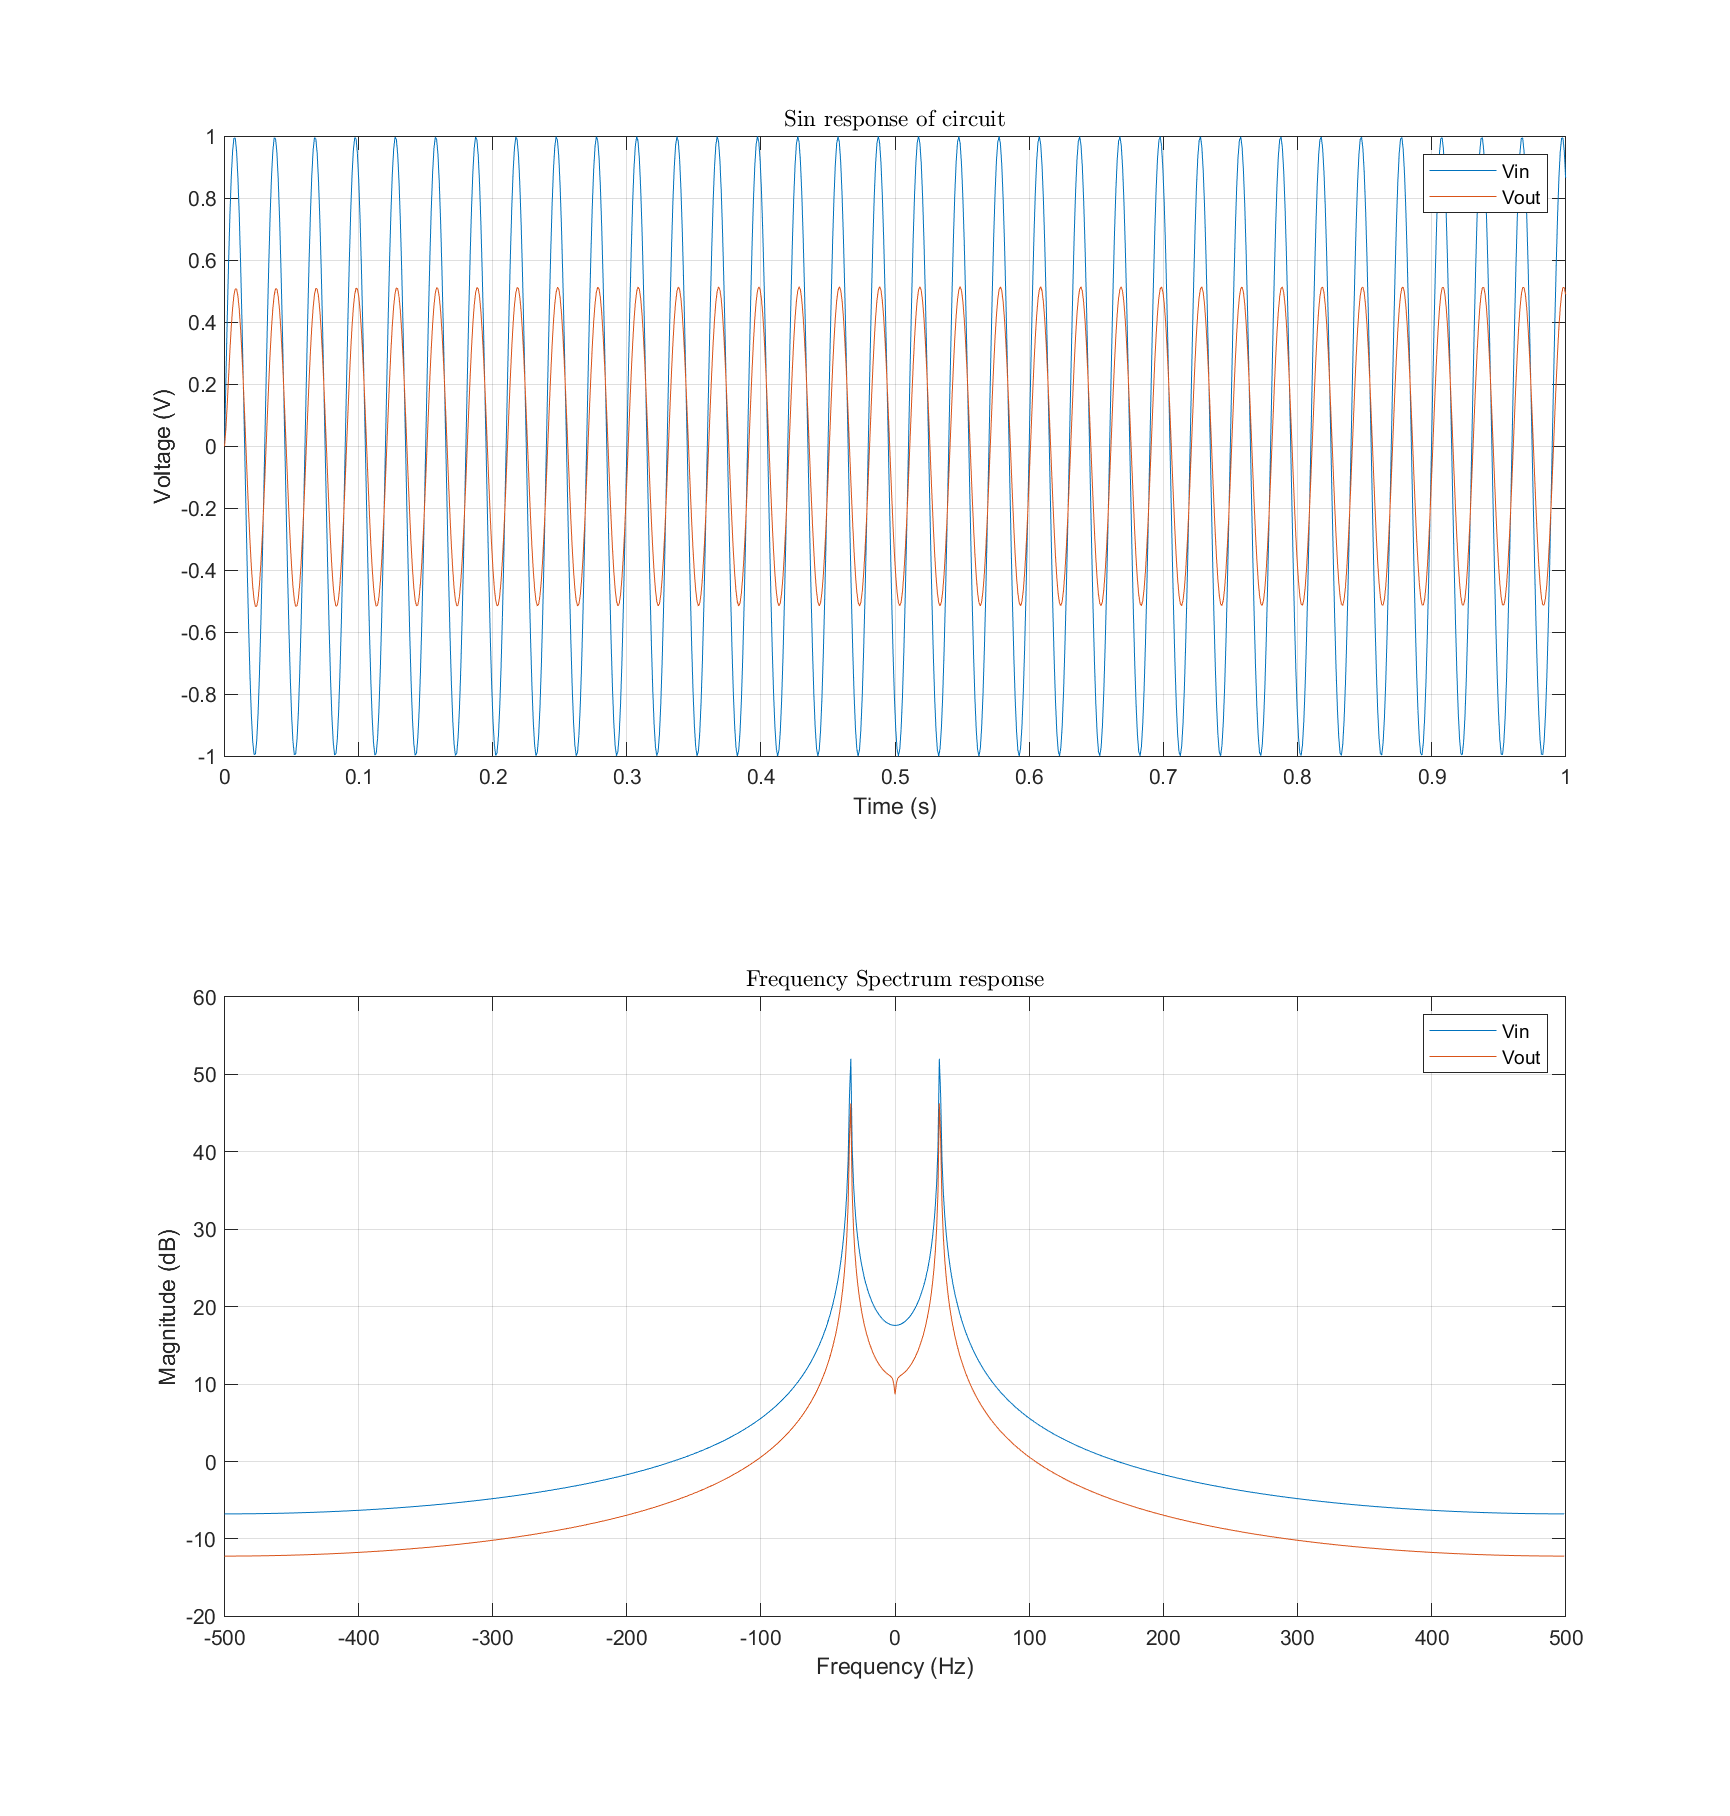 Sin response of circuit
1
0.8
0.6
0.4
0.2
0
-0.2
-0.4
-0.6
-0.8
-1
Voltage (V)
Vin
Vout
0 0.1 0.2 0.3 0.4 0.5 0.6 0.7 0.8 0.9 1
Time (s)
Frequency Spectrum response
60
50
40
30
20
10
0
-10
-20
Magnitude (dB)
Vin
Vout
-500 -400 -300 -200 -100 0 100 200 300 400 500
Frequency (Hz)